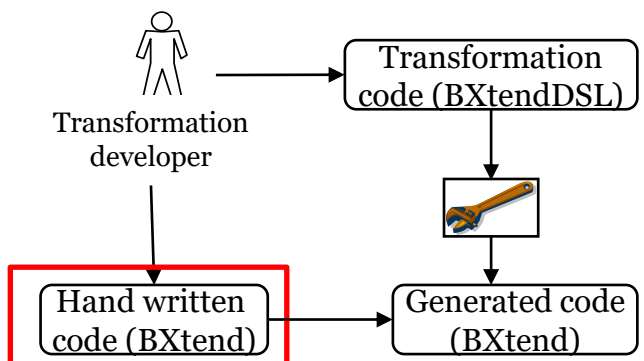 Transformation
code (BXtendDSL)
Transformation
developer
Hand written
code (BXtend)
Generated code
(BXtend)